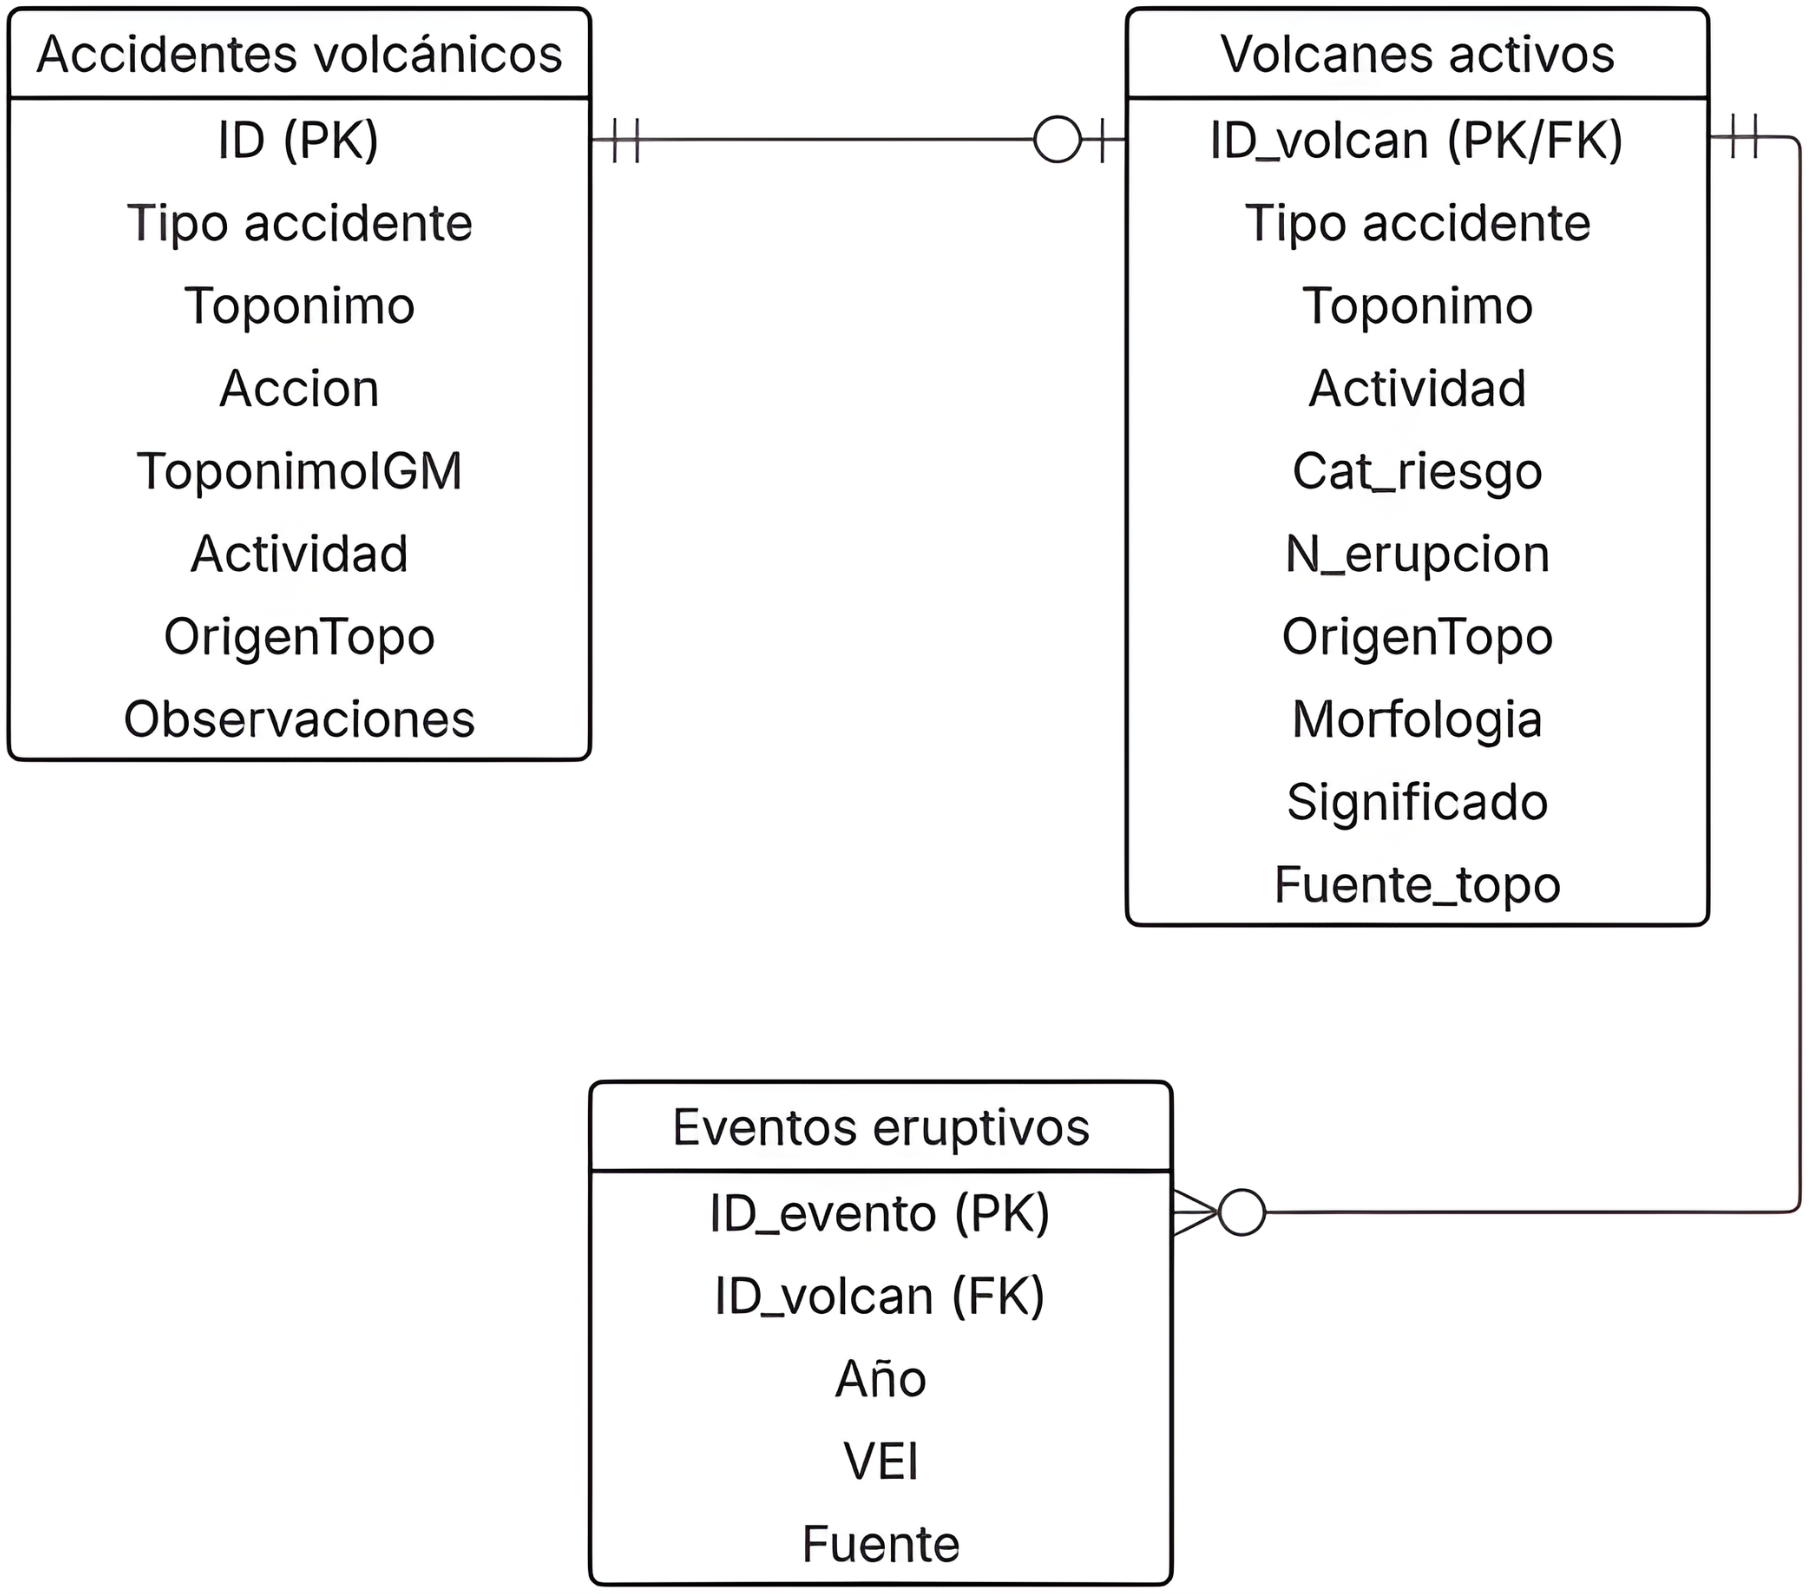 Accidentes volcánicos
ID (PK)
Tipo accidente
Toponimo
Accion
ToponimoIGM
Actividad
OrigenTopo
Observaciones
Volcanes activos
ID_volcan (PK/FK)
Tipo accidente
Toponimo
Actividad
Cat_riesgo
N_erupcion
OrigenTopo
Morfologia
Significado
Fuente_topo
Eventos eruptivos
ID_evento (PK)
ID_volcan (FK)
Año
VEI
Fuente